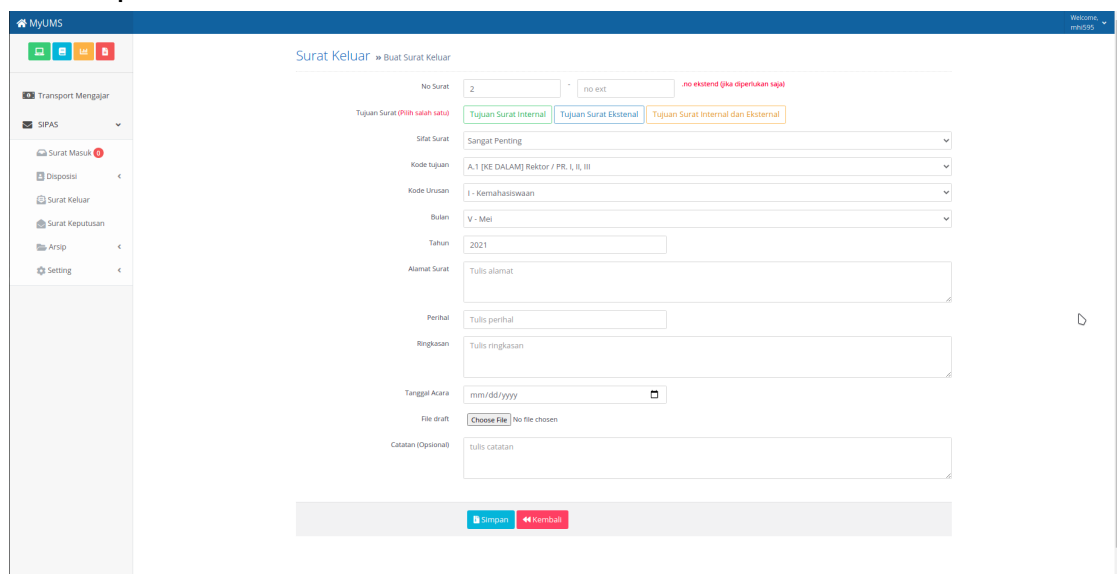 MyUMS
Welcome,
mhi595
Transport Mengajar
SIPAS
Surat Masuk 0
Disposisi
Surat Keluar
Surat Keputusan
Arsip
Setting
Surat Keluar » Buat Surat Keluar
No Surat 2 - no ext .no ekstend (jika diperlukan saja)
Tujuan Surat (Pilih salah satu) Tujuan Surat Internal Tujuan Surat Ekstenal Tujuan Surat Internal dan Eksternal
Sifat Surat Sangat Penting
Kode tujuan A.1 [KE DALAM] Rektor / PR. I, II, III
Kode Urusan I - Kemahasiswaan
Bulan V - Mei
Tahun 2021
Alamat Surat Tulis alamat
Perihal Tulis perihal
Ringkasan Tulis ringkasan
Tanggal Acara mm/dd/yyyy
File draft Choose File No file chosen
Catatan (Opsional) tulis catatan
Simpan Kembali